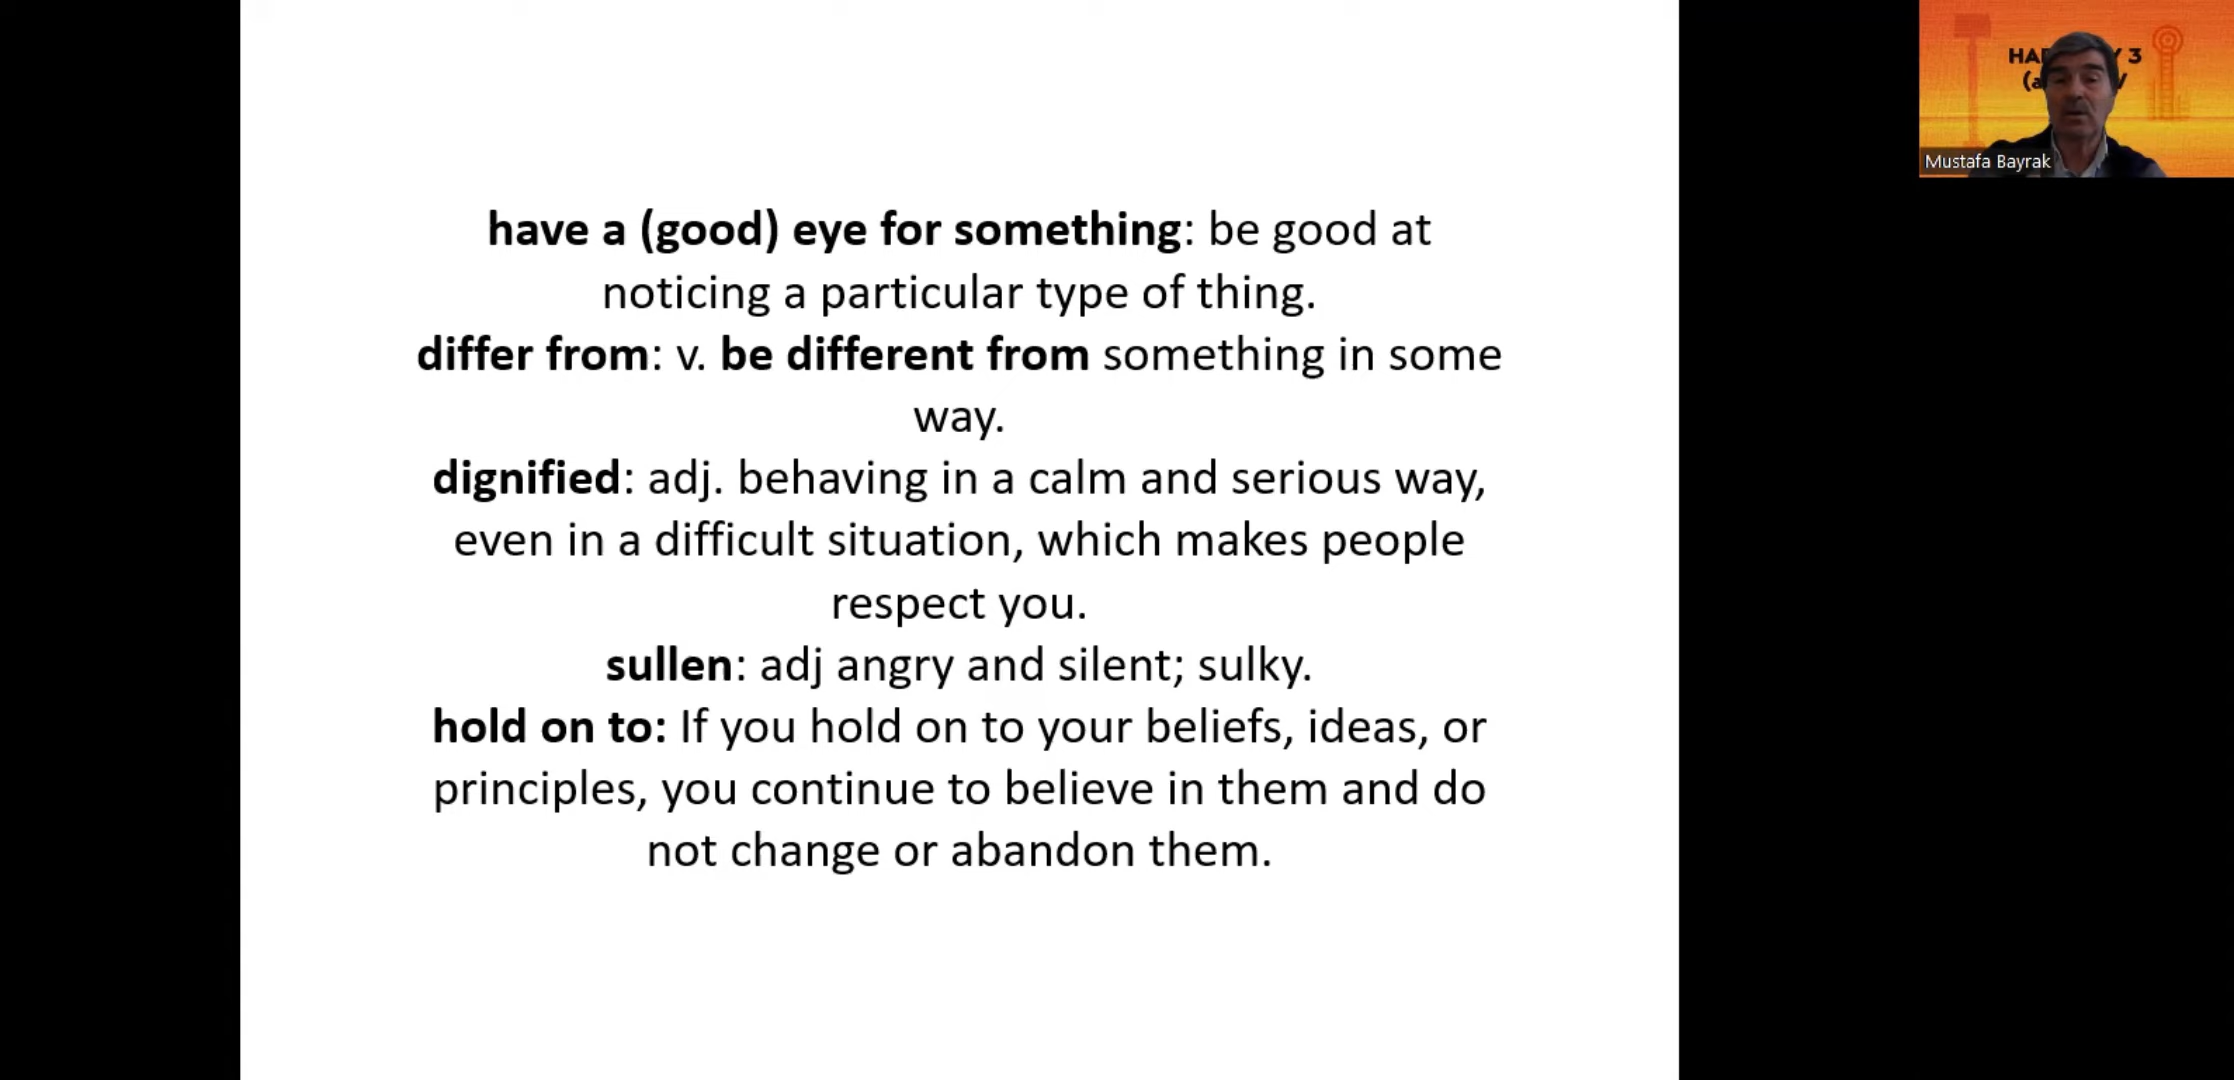 HA Y 3
(a
Mustafa Bayrak
have a (good) eye for something: be good at
noticing a particular type of thing.
differ from: v. be different from something in some
way.
dignified: adj. behaving in a calm and serious way,
even in a difficult situation, which makes people
respect you.
sullen: adj angry and silent; sulky.
hold on to: If you hold on to your beliefs, ideas, or
principles, you continue to believe in them and do
not change or abandon them.